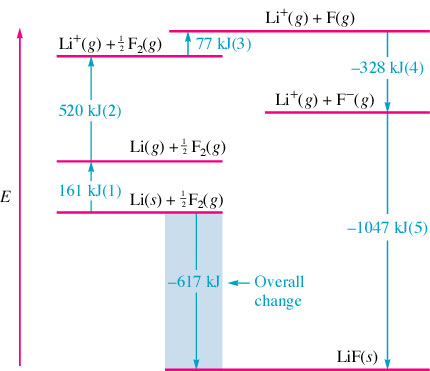 Li⁺(g) + F(g)
Li⁺(g) + ½ F₂(g)
77 kJ(3)
–328 kJ(4)
Li⁺(g) + F⁻(g)
520 kJ(2)
Li(g) + ½ F₂(g)
161 kJ(1)
Li(s) + ½ F₂(g)
E
–1047 kJ(5)
–617 kJ
Overall
change
LiF(s)